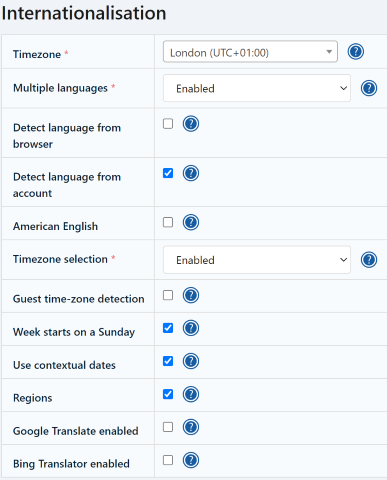 Internationalisation
Timezone *
London (UTC+01:00)
?
Multiple languages *
Enabled
?
Detect language from
browser
?
Detect language from
account
?
American English
?
Timezone selection *
Enabled
?
Guest time-zone detection
?
Week starts on a Sunday
?
Use contextual dates
?
Regions
?
Google Translate enabled
?
Bing Translator enabled
?